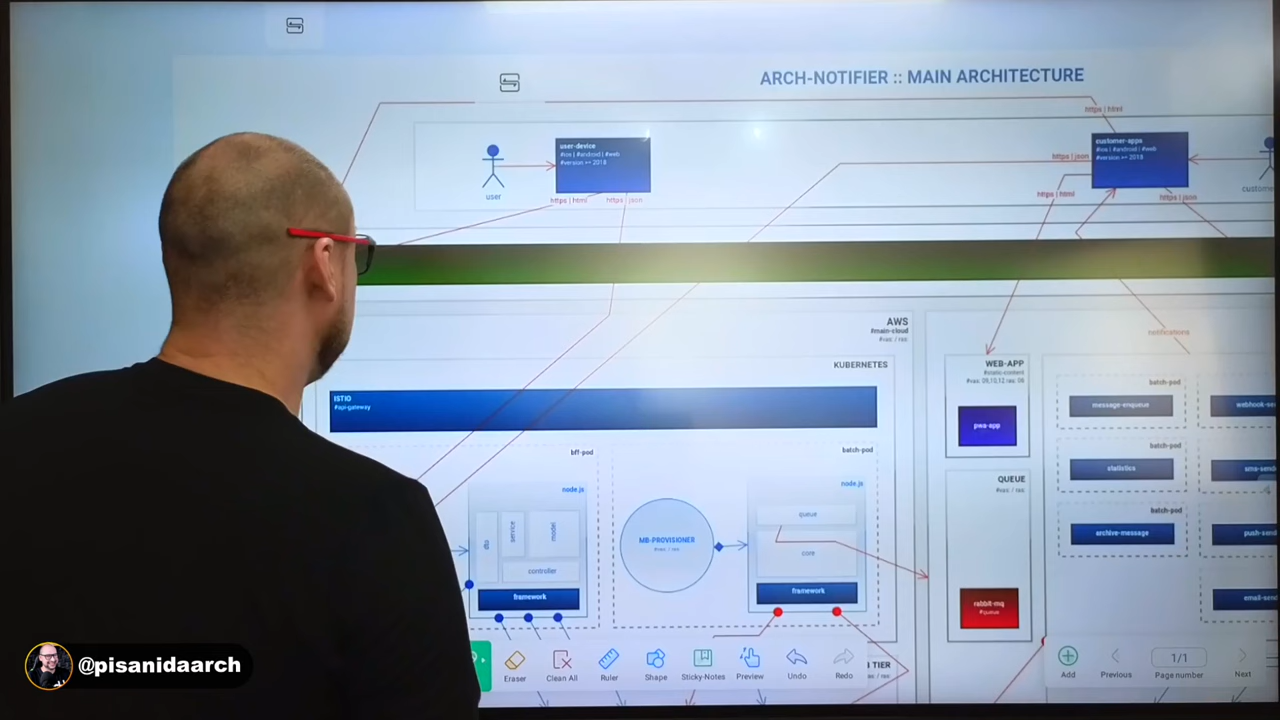 ARCH-NOTIFIER :: MAIN ARCHITECTURE
https | html
user-device
#ios | #android | #web
#version >= 2018
customer-apps
#ios | #android | #web
#version >= 2018
https | json
user
https | html
https | json
https | html
https | json
AWS
#main-cloud
KUBERNETES
notifications
WEB-APP
#static-content
ISTIO
#api-gateway
pwa-app
batch-pod
message-enqueue
bff-pod
batch-pod
batch-pod
statistics
QUEUE
node.js
node.js
service
model
controller
framework
MB-PROVISIONER
queue
core
framework
batch-pod
archive-message
rabbit-mq
#queue
@pisanidaarch
Eraser
Clean All
Ruler
Shape
Sticky-Notes
Preview
Undo
Redo
TIER
Add
Previous
1/1
Page number
Next